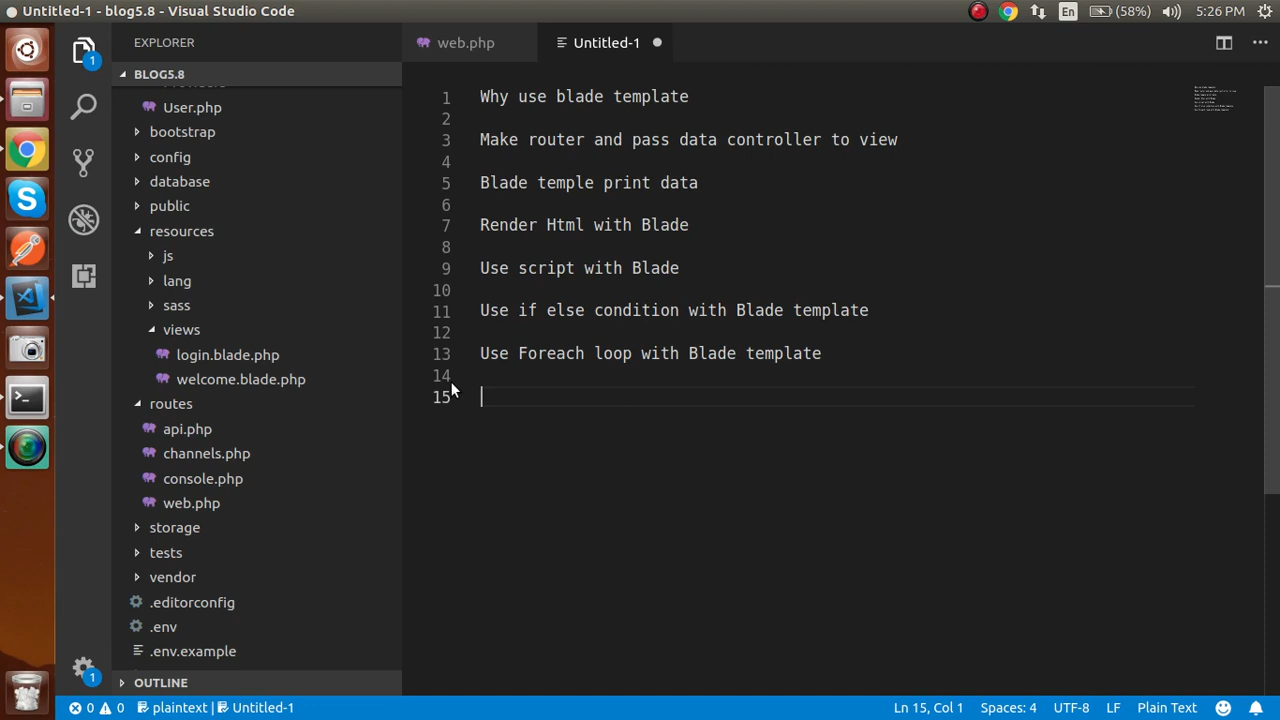 Untitled-1 - blog5.8 - Visual Studio Code
En
(58%)
5:26 PM
1
EXPLORER
web.php
Untitled-1
BLOG5.8
User.php
bootstrap
config
database
public
resources
js
lang
sass
views
login.blade.php
welcome.blade.php
routes
api.php
channels.php
console.php
web.php
storage
tests
vendor
.editorconfig
.env
.env.example
OUTLINE
1 Why use blade template
2
3 Make router and pass data controller to view
4
5 Blade temple print data
6
7 Render Html with Blade
8
9 Use script with Blade
10
11 Use if else condition with Blade template
12
13 Use Foreach loop with Blade template
14
15
1
0 0 plaintext | Untitled-1
Ln 15, Col 1
Spaces: 4
UTF-8
LF
Plain Text